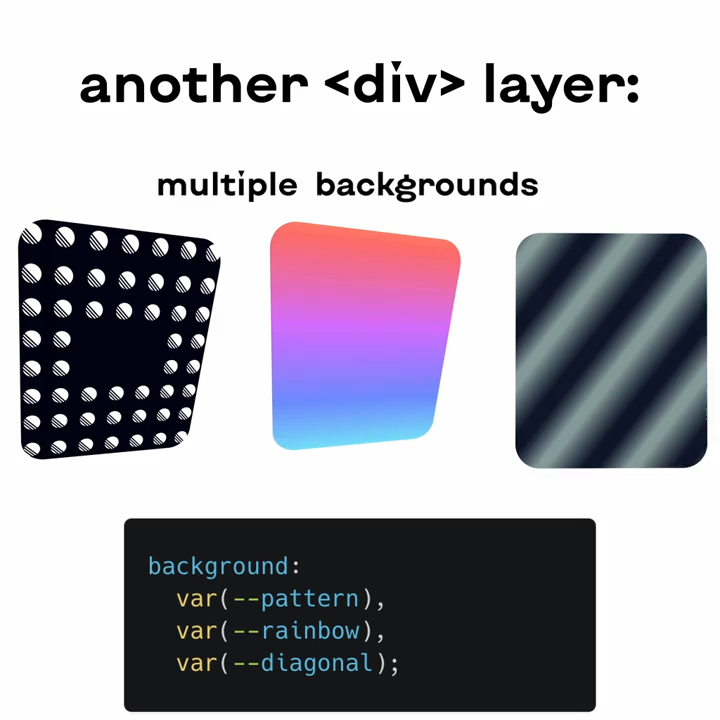 another <div> layer:
multiple backgrounds
background:
  var(--pattern),
  var(--rainbow),
  var(--diagonal);